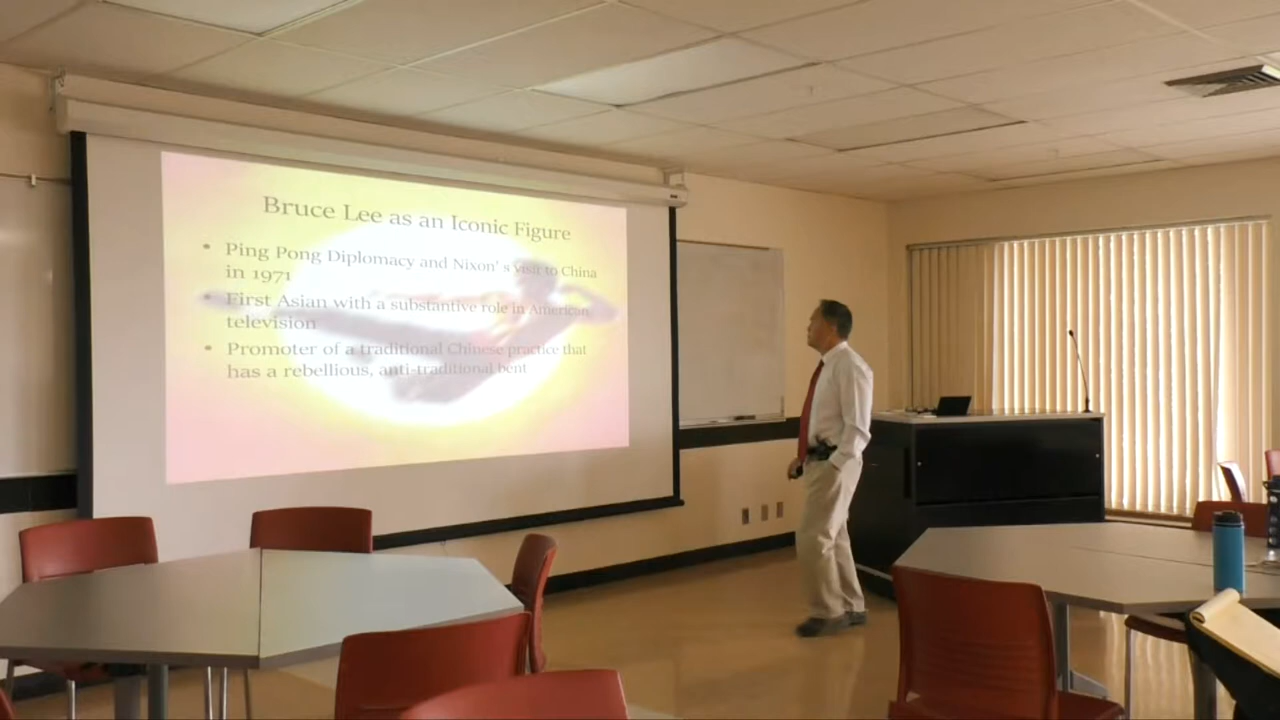 Bruce Lee as an Iconic Figure
• Ping Pong Diplomacy and Nixon's visit to China
in 1971
• First Asian with a substantive role in American
television
• Promoter of a traditional Chinese practice that
has a rebellious, anti-traditional bent